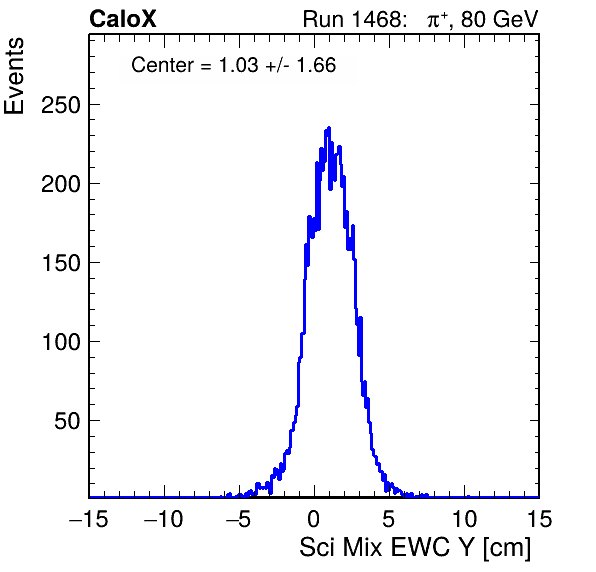 CaloX Run 1468: π⁺, 80 GeV
Center = 1.03 +/- 1.66
Events
250
200
150
100
50
−15 −10 −5 0 5 10 15
Sci Mix EWC Y [cm]